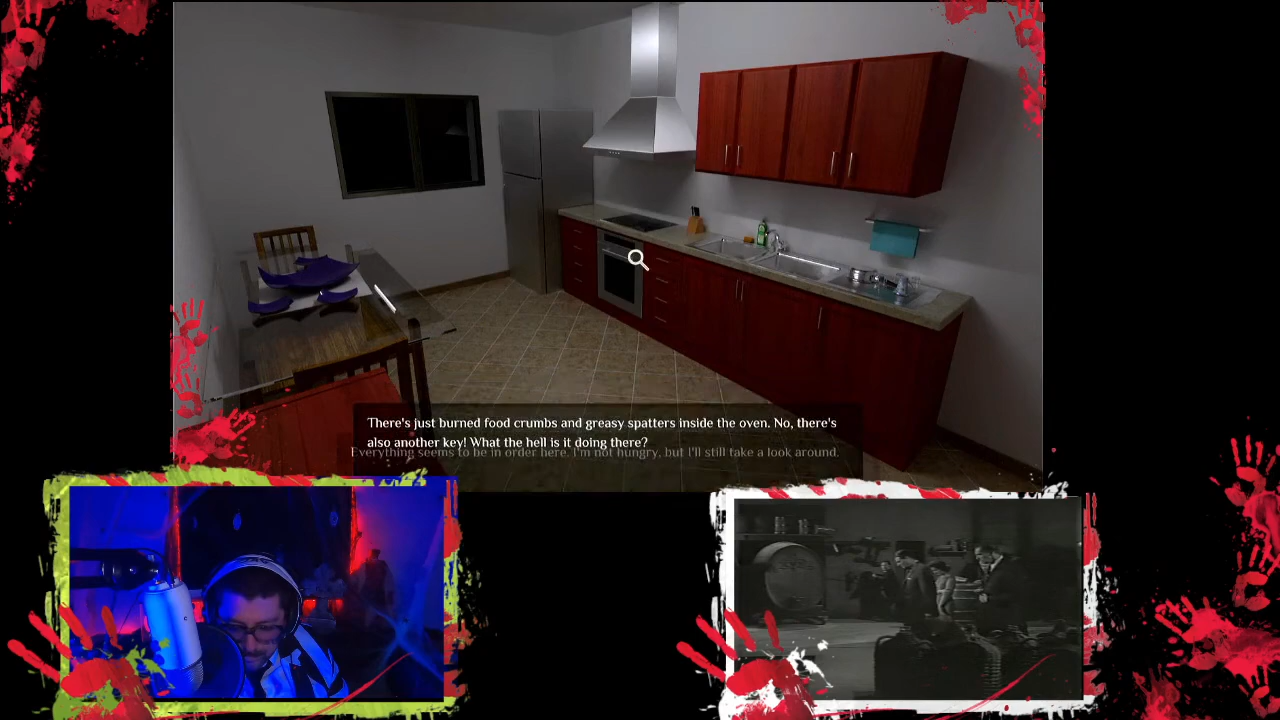 There's just burned food crumbs and greasy spatters inside the oven. No, there's
also another key! What the hell is it doing there?
Everything seems to be in order here. I'm not hungry, but I'll still take a look around.